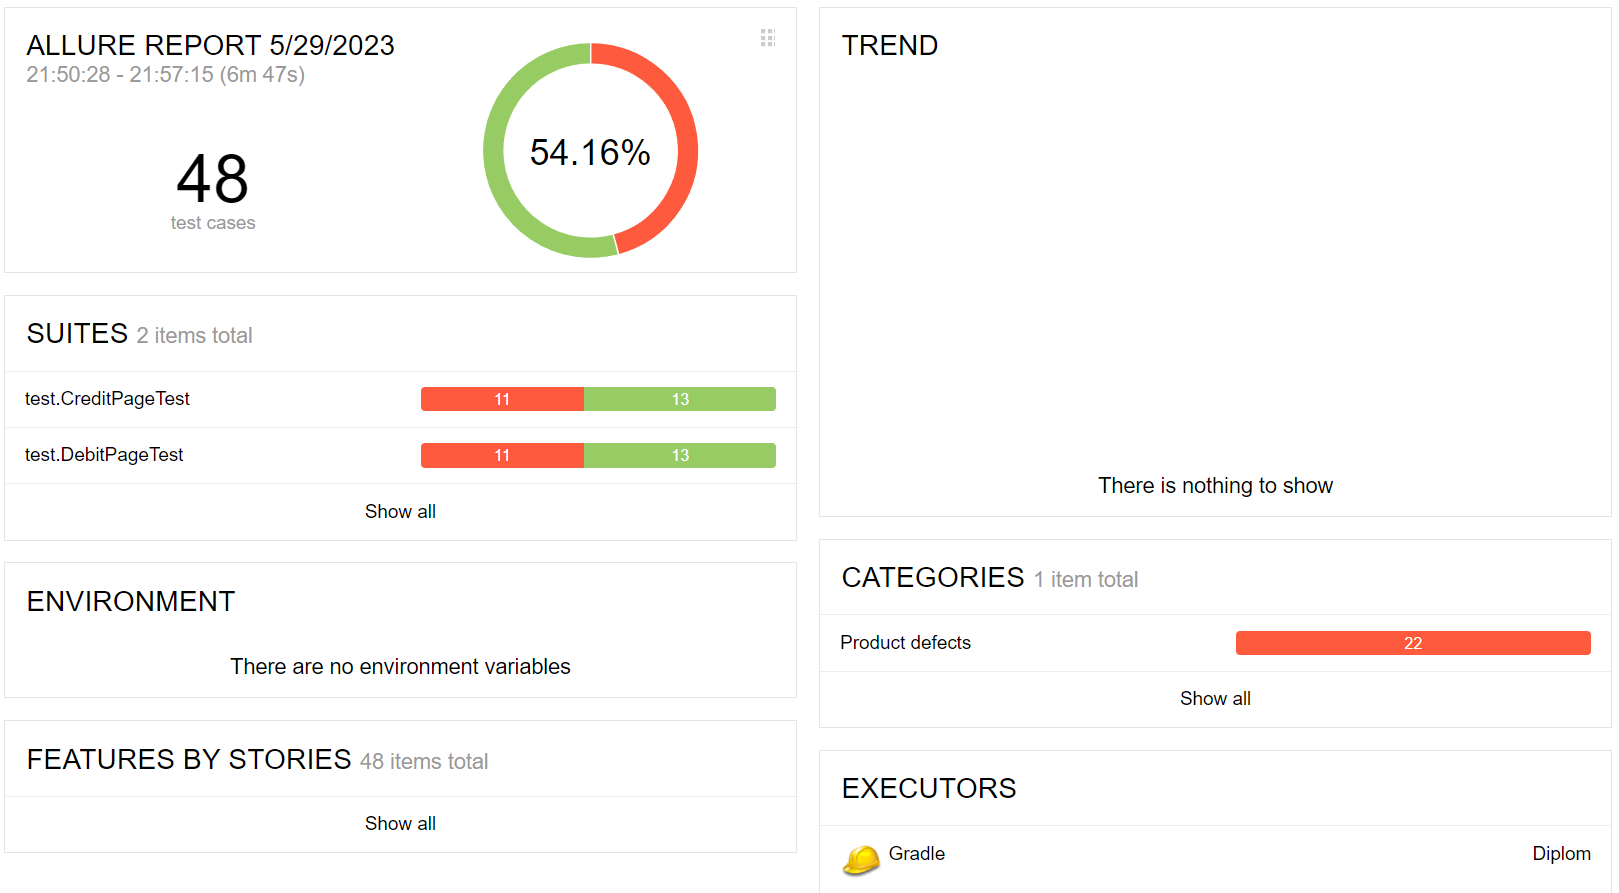 ALLURE REPORT 5/29/2023
21:50:28 - 21:57:15 (6m 47s)
48
test cases
54.16%
SUITES 2 items total
test.CreditPageTest 11 13
test.DebitPageTest 11 13
Show all
ENVIRONMENT
There are no environment variables
FEATURES BY STORIES 48 items total
Show all
TREND
There is nothing to show
CATEGORIES 1 item total
Product defects 22
Show all
EXECUTORS
Gradle Diplom